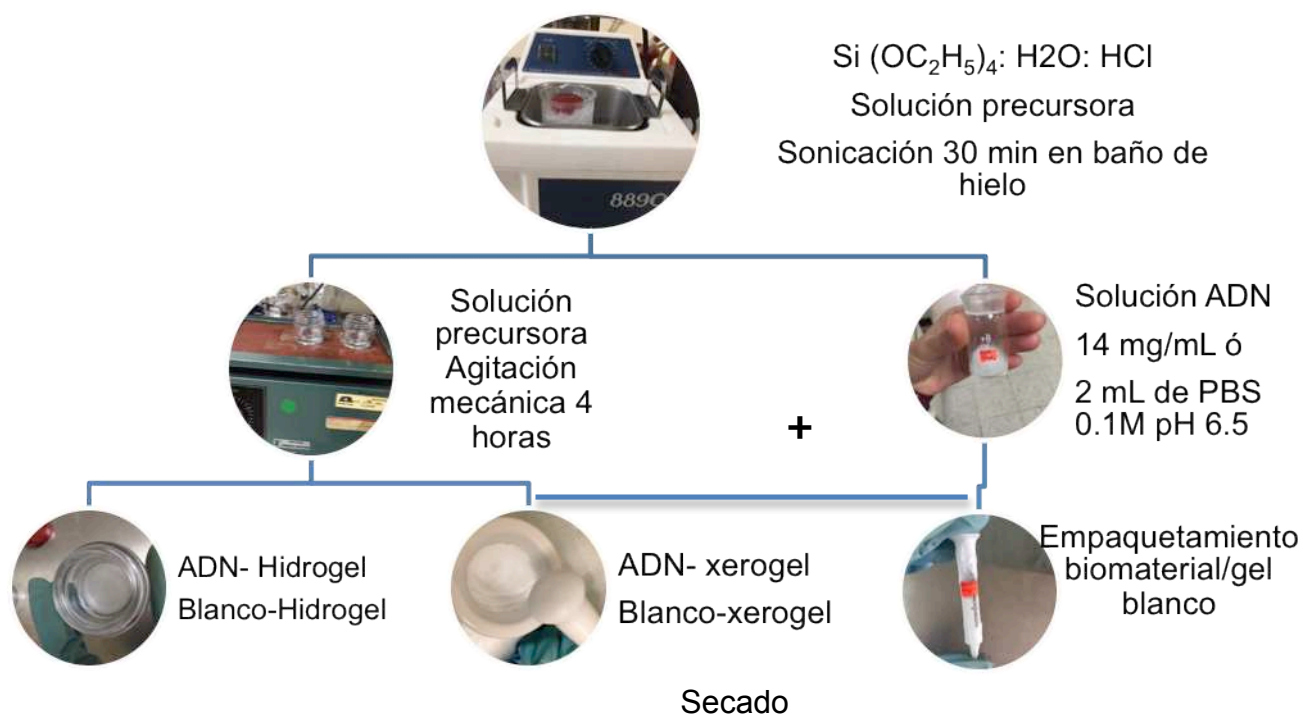 Si (OC₂H₅)₄: H2O: HCl
Solución precursora
Sonicación 30 min en baño de
hielo
889
Solución
precursora
Agitación
mecánica 4
horas
+
Solución ADN
14 mg/mL ó
2 mL de PBS
0.1M pH 6.5
ADN- Hidrogel
Blanco-Hidrogel
ADN- xerogel
Blanco-xerogel
Empaquetamiento
biomaterial/gel
blanco
Secado